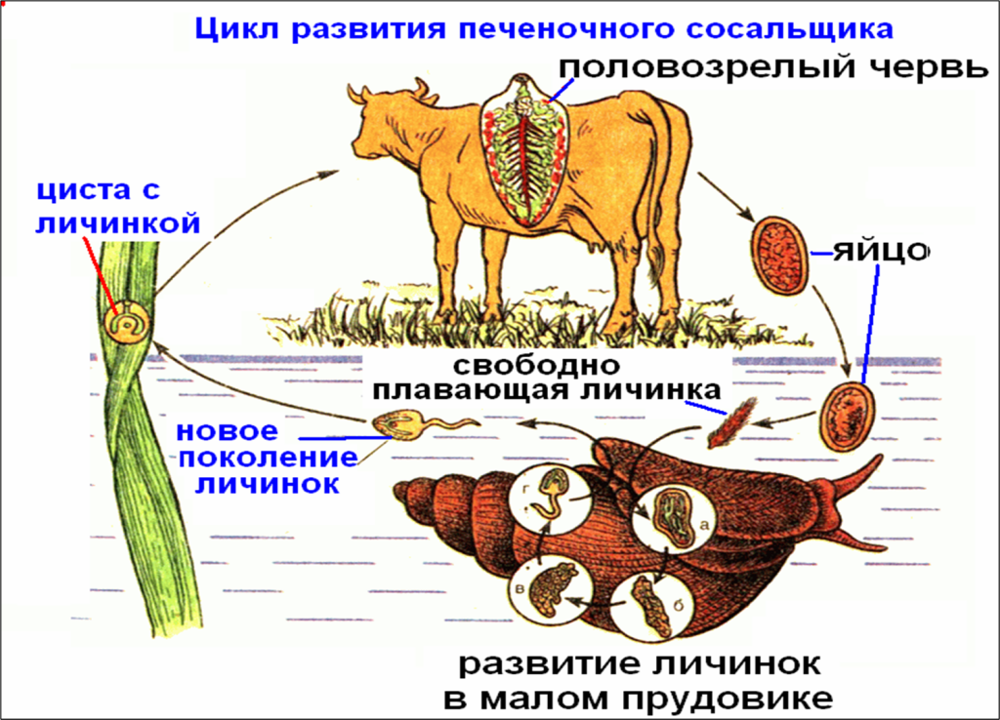 Цикл развития печеночного сосальщика
половозрелый червь
циста с
личинкой
яйцо
свободно
плавающая личинка
новое
поколение
личинок
г
а
в
б
развитие личинок
в малом прудовике